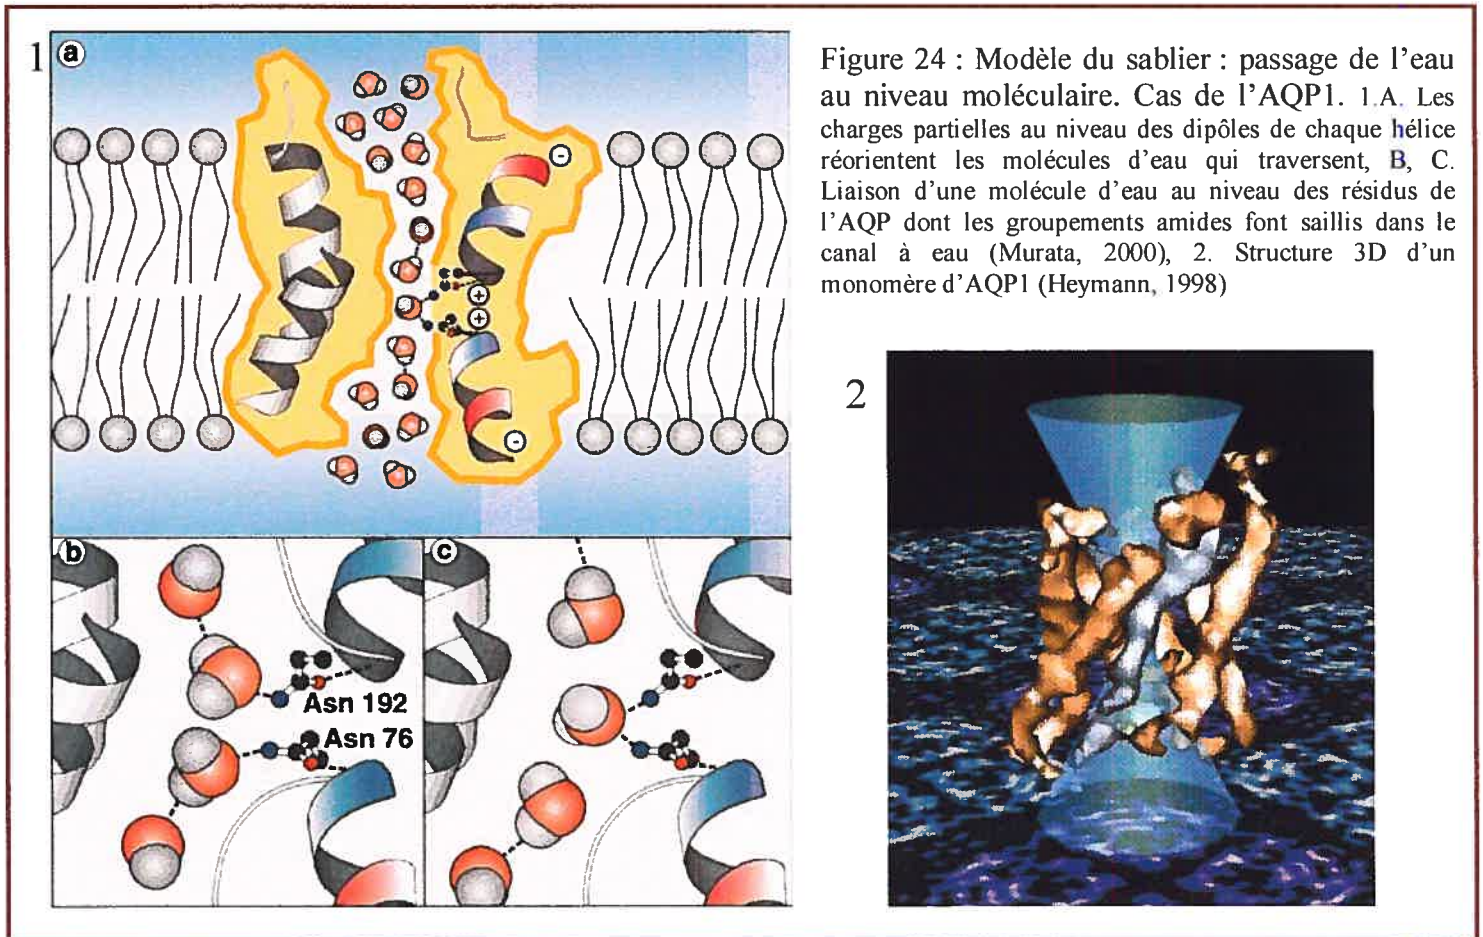 1
a
Figure 24 : Modèle du sablier : passage de l'eau
au niveau moléculaire. Cas de l'AQP1. 1.A. Les
charges partielles au niveau des dipôles de chaque hélice
réorientent les molécules d'eau qui traversent, B, C.
Liaison d'une molécule d'eau au niveau des résidus de
l'AQP dont les groupements amides font saillis dans le
canal à eau (Murata, 2000), 2. Structure 3D d'un
monomère d'AQP1 (Heymann, 1998)
-
+
+
-
2
b
c
Asn 192
Asn 76